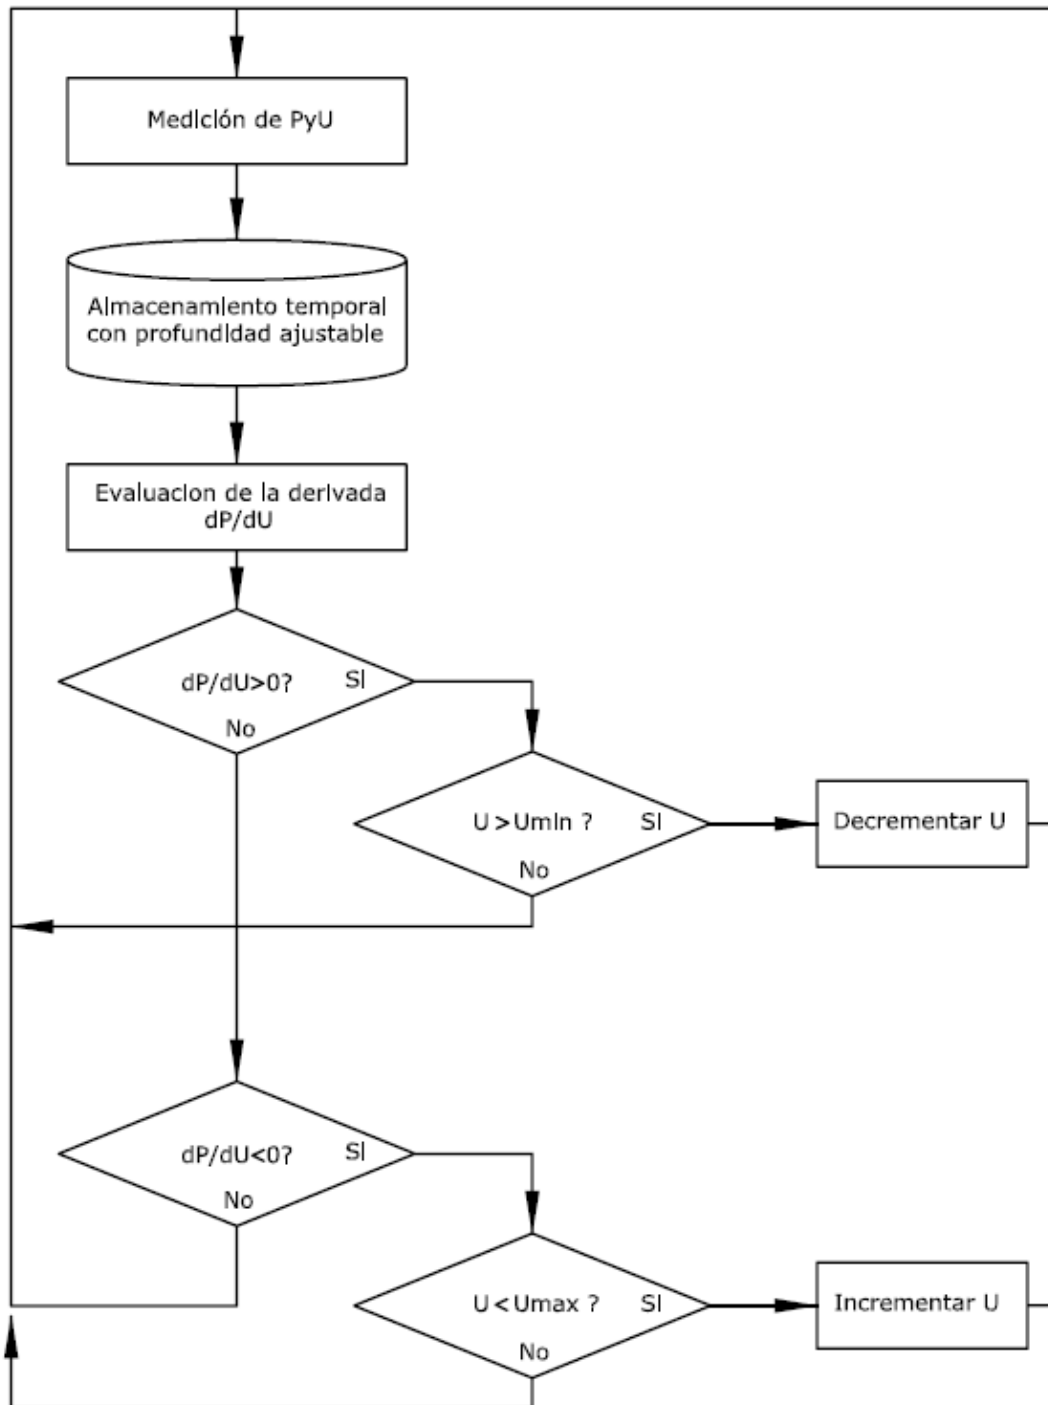 Medición de PyU
Almacenamiento temporal
con profundidad ajustable
Evaluacion de la derivada
dP/dU
dP/dU>0?
SI
No
U >Umin ?
SI
No
Decrementar U
dP/dU<0?
SI
No
U <Umax ?
SI
No
Incrementar U